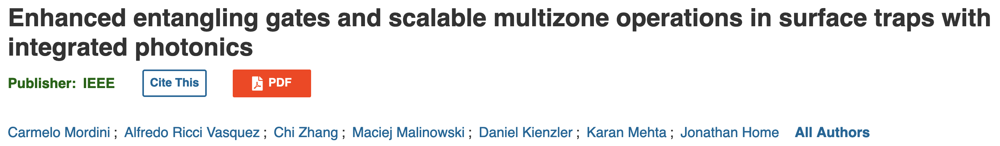 Enhanced entangling gates and scalable multizone operations in surface traps with
integrated photonics
Publisher: IEEE Cite This PDF
Carmelo Mordini ; Alfredo Ricci Vasquez ; Chi Zhang ; Maciej Malinowski ; Daniel Kienzler ; Karan Mehta ; Jonathan Home All Authors